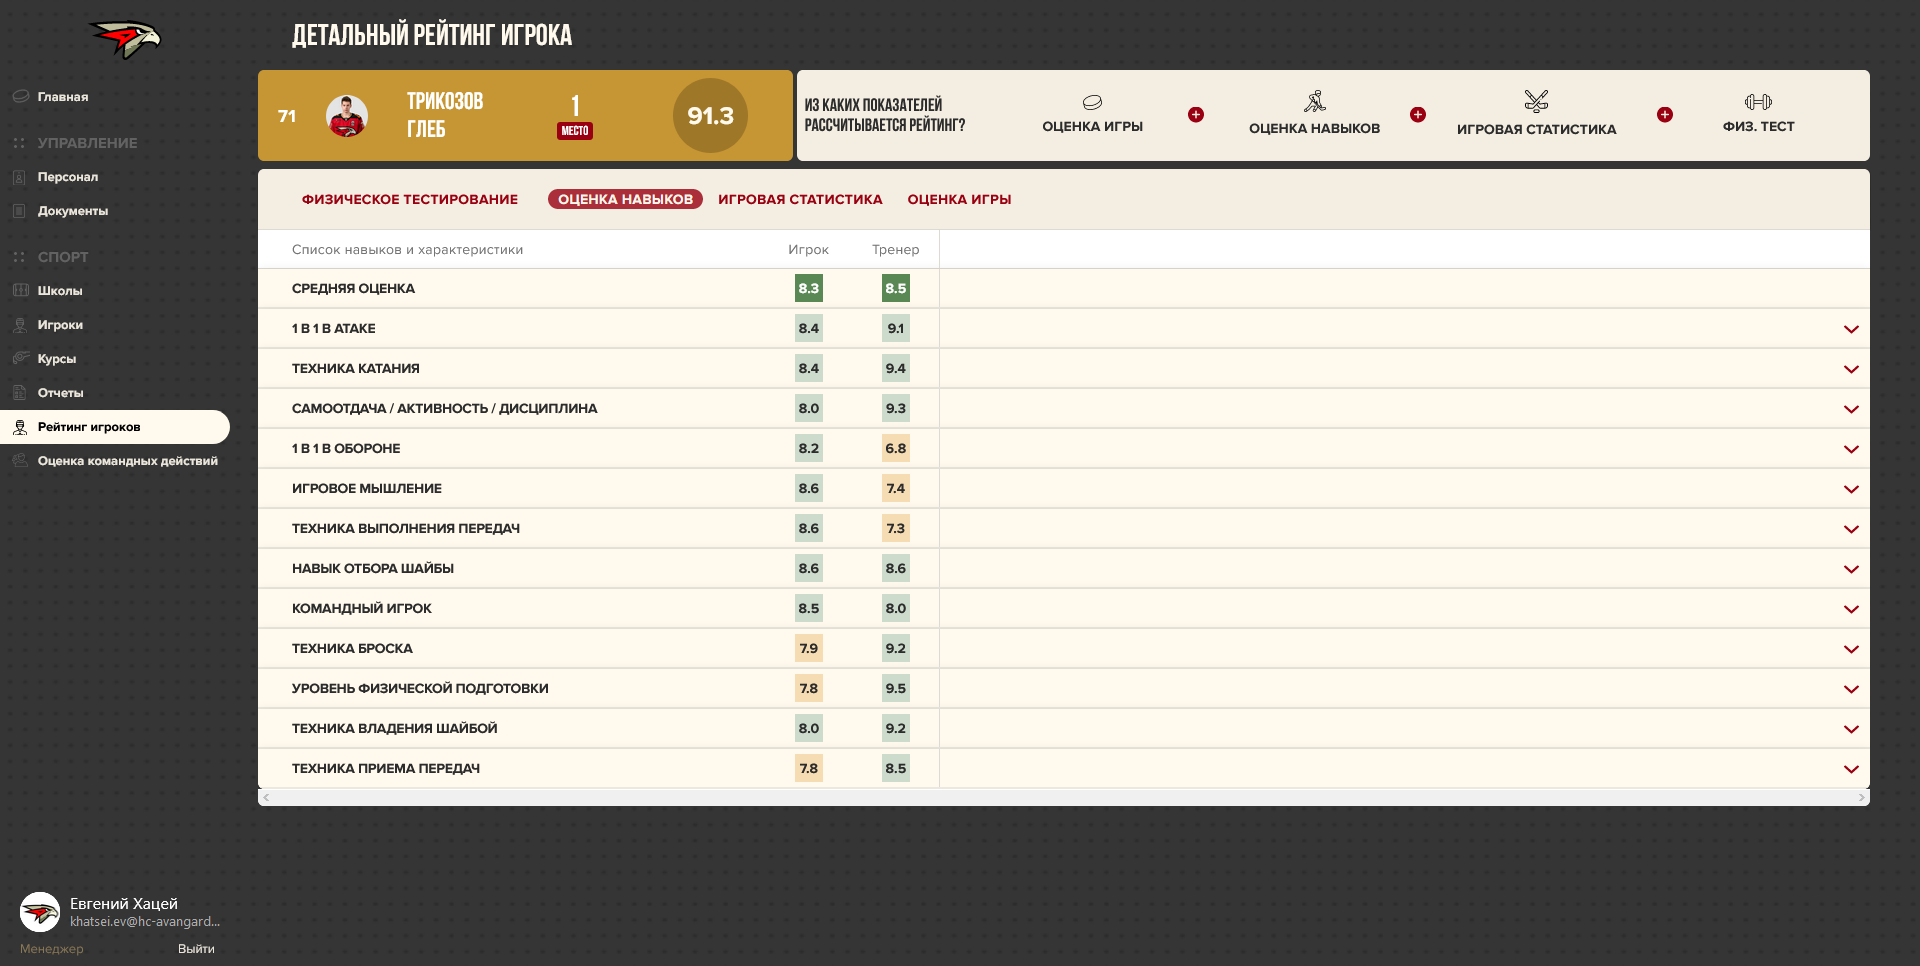 ДЕТАЛЬНЫЙ РЕЙТИНГ ИГРОКА
Главная
УПРАВЛЕНИЕ
Персонал
Документы
СПОРТ
Школы
Игроки
Курсы
Отчеты
Рейтинг игроков
Оценка командных действий
71
ТРИКОЗОВ
ГЛЕБ
1
МЕСТО
91.3
ИЗ КАКИХ ПОКАЗАТЕЛЕЙ
РАССЧИТЫВАЕТСЯ РЕЙТИНГ?
ОЦЕНКА ИГРЫ
ОЦЕНКА НАВЫКОВ
ИГРОВАЯ СТАТИСТИКА
ФИЗ. ТЕСТ
ФИЗИЧЕСКОЕ ТЕСТИРОВАНИЕ ОЦЕНКА НАВЫКОВ ИГРОВАЯ СТАТИСТИКА ОЦЕНКА ИГРЫ
Список навыков и характеристики Игрок Тренер
СРЕДНЯЯ ОЦЕНКА 8.3 8.5
1 В 1 В АТАКЕ 8.4 9.1
ТЕХНИКА КАТАНИЯ 8.4 9.4
САМООТДАЧА / АКТИВНОСТЬ / ДИСЦИПЛИНА 8.0 9.3
1 В 1 В ОБОРОНЕ 8.2 6.8
ИГРОВОЕ МЫШЛЕНИЕ 8.6 7.4
ТЕХНИКА ВЫПОЛНЕНИЯ ПЕРЕДАЧ 8.6 7.3
НАВЫК ОТБОРА ШАЙБЫ 8.6 8.6
КОМАНДНЫЙ ИГРОК 8.5 8.0
ТЕХНИКА БРОСКА 7.9 9.2
УРОВЕНЬ ФИЗИЧЕСКОЙ ПОДГОТОВКИ 7.8 9.5
ТЕХНИКА ВЛАДЕНИЯ ШАЙБОЙ 8.0 9.2
ТЕХНИКА ПРИЕМА ПЕРЕДАЧ 7.8 8.5
Евгений Хацей
khatsei.ev@hc-avangard...
Менеджер Выйти